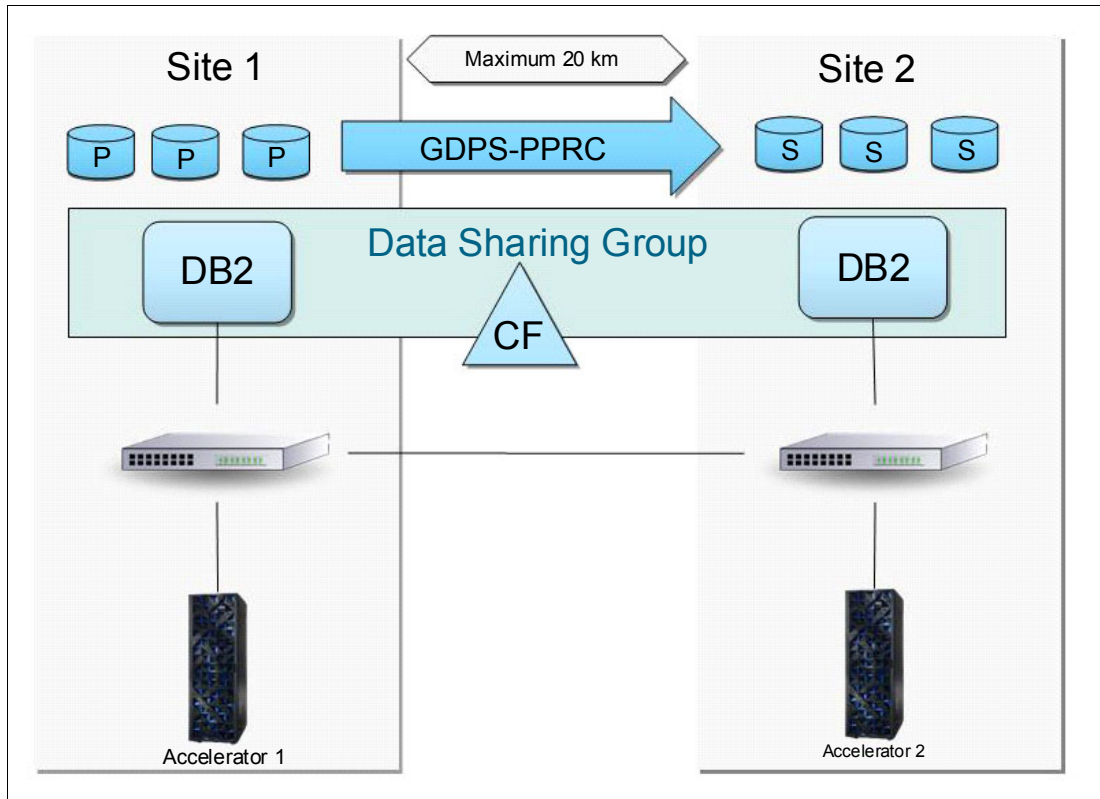 Site 1
Maximum 20 km
Site 2
P P P
GDPS-PPRC
S S S
Data Sharing Group
DB2
DB2
CF
Accelerator 1
Accelerator 2